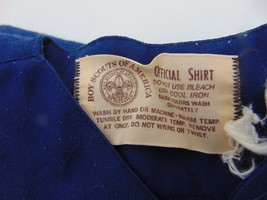 BOY SCOUTS OF AMERICA
OFFICIAL SHIRT
DO NOT USE BLEACH
USE COOL IRON
DARK COLORS WASH
SEPARATELY
WASH BY HAND OR MACHINE-WARM TEMP.
TUMBLE DRY MODERATE TEMP. REMOVE
AT ONCE. DO NOT WRING OR TWIST.